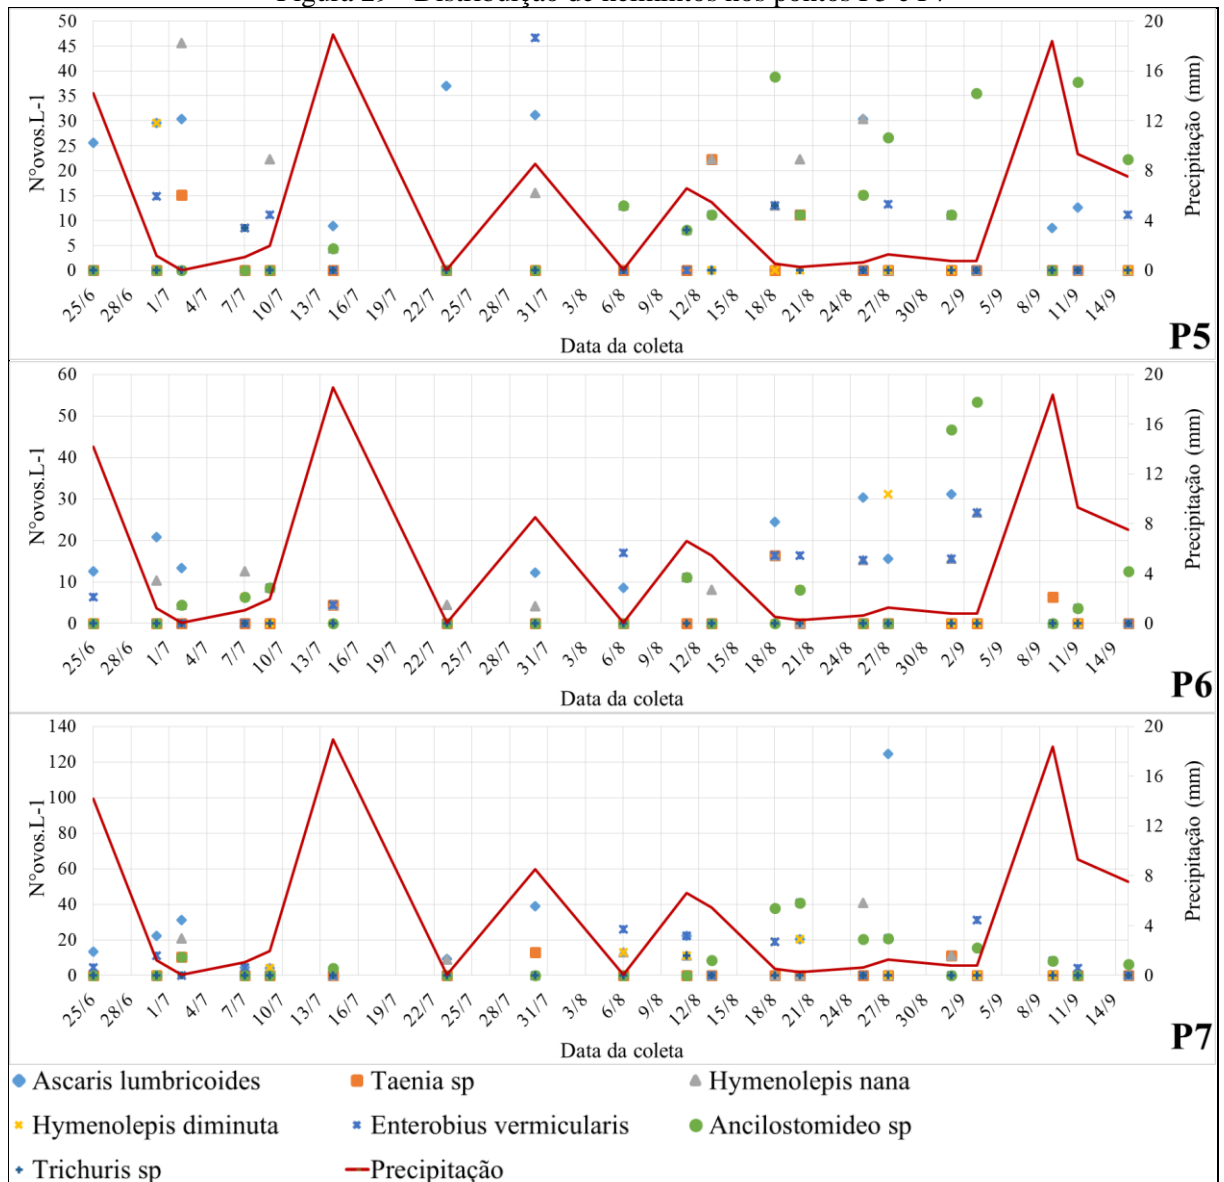 50
45
40
35
30
25
20
15
10
5
0
N°ovos.L-1
20
16
12
8
4
0
Precipitação (mm)
25/6 28/6 1/7 4/7 7/7 10/7 13/7 16/7 19/7 22/7 25/7 28/7 31/7 3/8 6/8 9/8 12/8 15/8 18/8 21/8 24/8 27/8 30/8 2/9 5/9 8/9 11/9 14/9
Data da coleta
P5
60
50
40
30
20
10
0
N°ovos.L-1
20
16
12
8
4
0
Precipitação (mm)
25/6 28/6 1/7 4/7 7/7 10/7 13/7 16/7 19/7 22/7 25/7 28/7 31/7 3/8 6/8 9/8 12/8 15/8 18/8 21/8 24/8 27/8 30/8 2/9 5/9 8/9 11/9 14/9
Data da coleta
P6
140
120
100
80
60
40
20
0
N°ovos.L-1
20
16
12
8
4
0
Precipitação (mm)
25/6 28/6 1/7 4/7 7/7 10/7 13/7 16/7 19/7 22/7 25/7 28/7 31/7 3/8 6/8 9/8 12/8 15/8 18/8 21/8 24/8 27/8 30/8 2/9 5/9 8/9 11/9 14/9
Data da coleta
P7
Ascaris lumbricoides Taenia sp Hymenolepis nana
Hymenolepis diminuta Enterobius vermicularis Ancilostomideo sp
Trichuris sp Precipitação